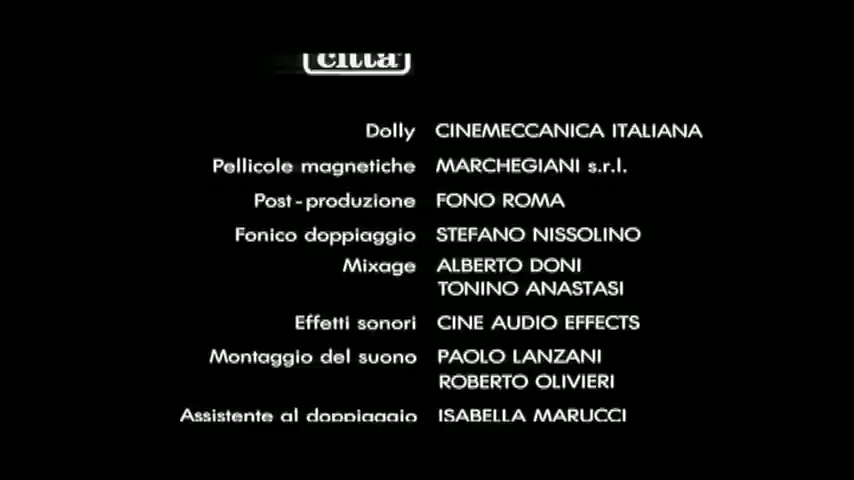 città
Dolly CINEMECCANICA ITALIANA
Pellicole magnetiche MARCHEGIANI s.r.l.
Post-produzione FONO ROMA
Fonico doppiaggio STEFANO NISSOLINO
Mixage ALBERTO DONI
TONINO ANASTASI
Effetti sonori CINE AUDIO EFFECTS
Montaggio del suono PAOLO LANZANI
ROBERTO OLIVIERI
Assistente al doppiaggio ISABELLA MARUCCI